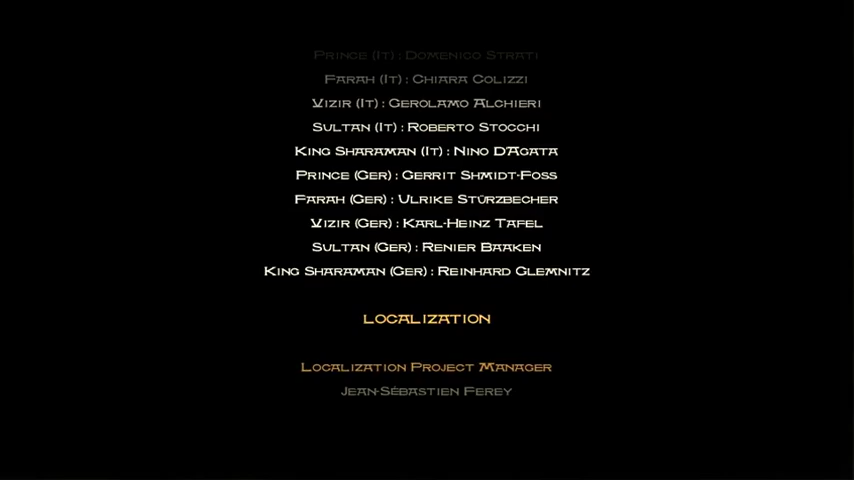 Prince (It) : Domenico Strati
Farah (It) : Chiara Colizzi
Vizir (It) : Gerolamo Alchieri
Sultan (It) : Roberto Stocchi
King Sharaman (It) : Nino D'Agata
Prince (Ger) : Gerrit Shmidt-Foss
Farah (Ger) : Ulrike Stürzbecher
Vizir (Ger) : Karl-Heinz Tafel
Sultan (Ger) : Renier Baaken
King Sharaman (Ger) : Reinhard Glemnitz
LOCALIZATION
Localization Project Manager
Jean-Sébastien Ferey